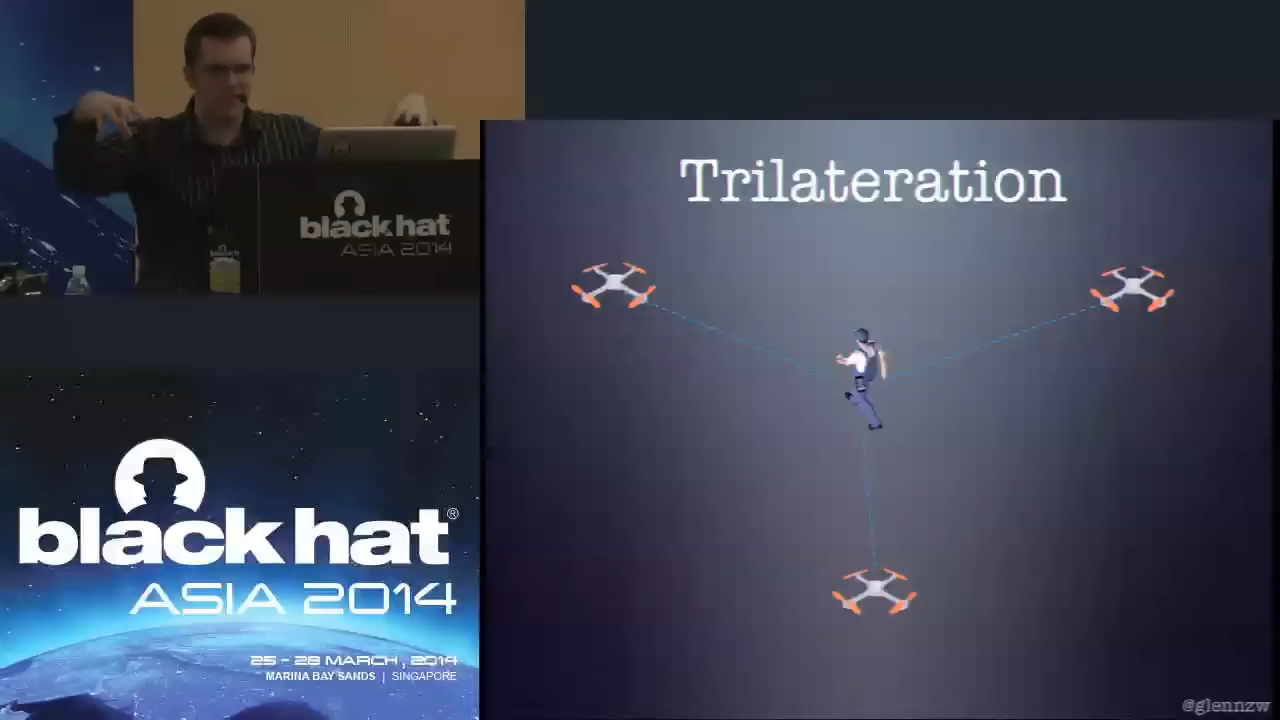 black hat
ASIA 2014
Trilateration
black hat®
ASIA 2014
25 - 28 MARCH, 2014
MARINA BAY SANDS | SINGAPORE
@glennzw